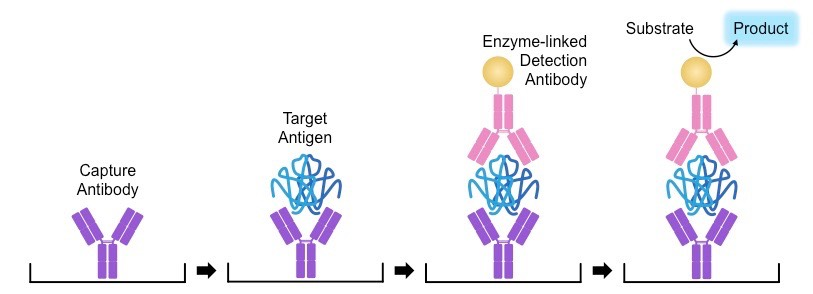 Capture
Antibody
Target
Antigen
Enzyme-linked
Detection
Antibody
Substrate
Product